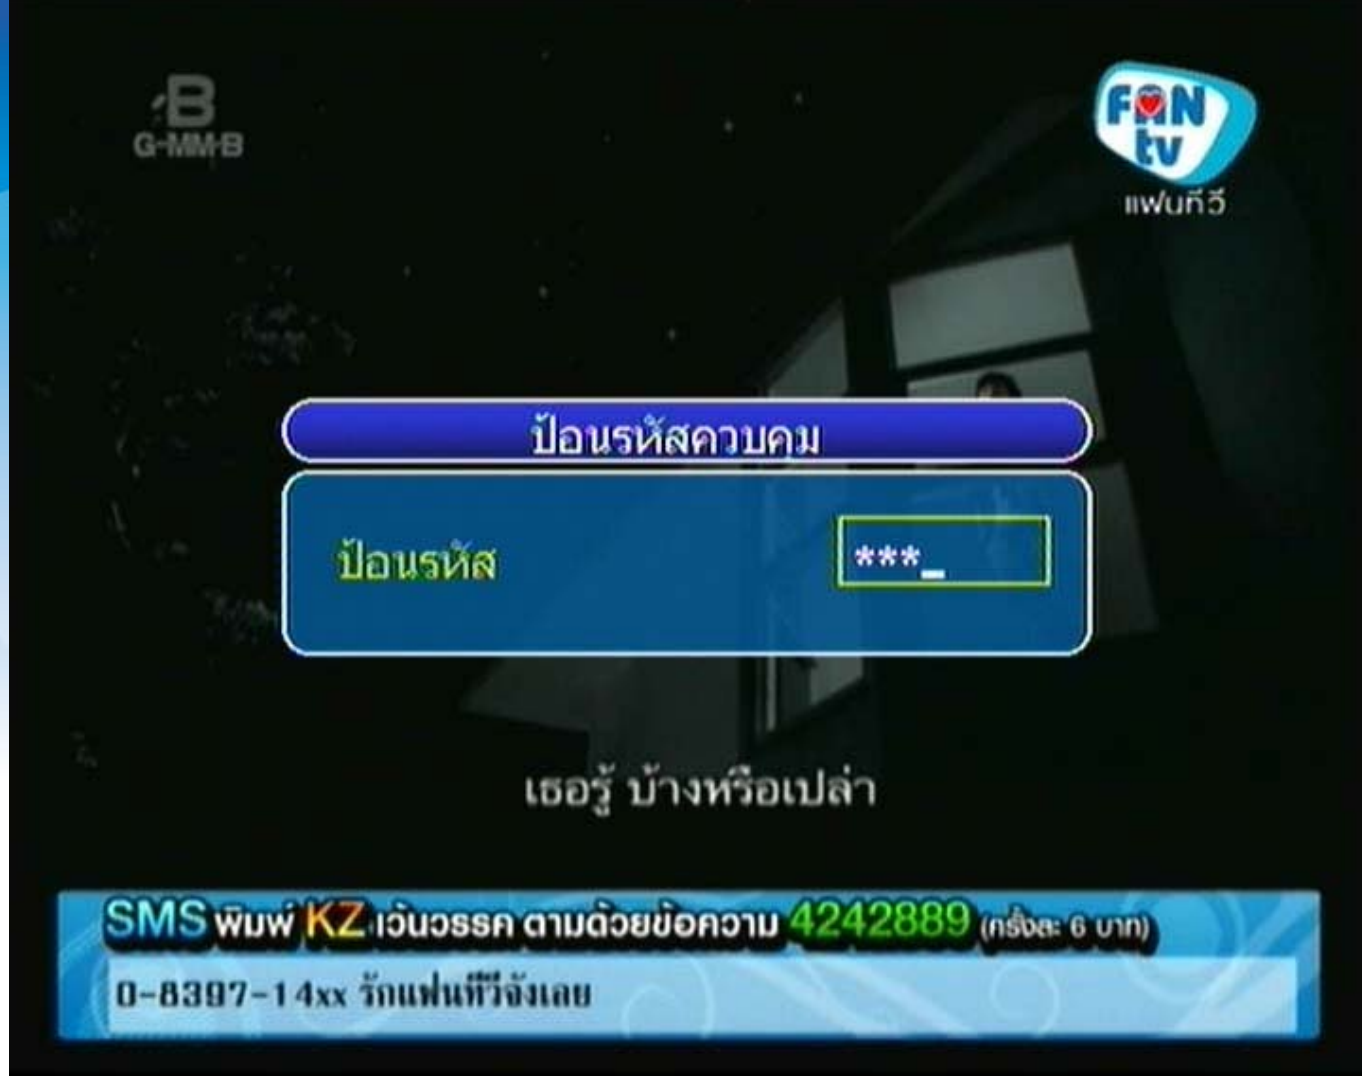 B
G-MM-B
FAN
tv
แฟนทีวี
ป้อนรหัสควบคุม
ป้อนรหัส
***_
เธอรู้ บ้างหรือเปล่า
SMS พิมพ์ KZ เว้นวรรค ตามด้วยข้อความ 4242889 (ครั้งละ 6 บาท)
0-8397-14xx รักแฟนทีวีจังเลย